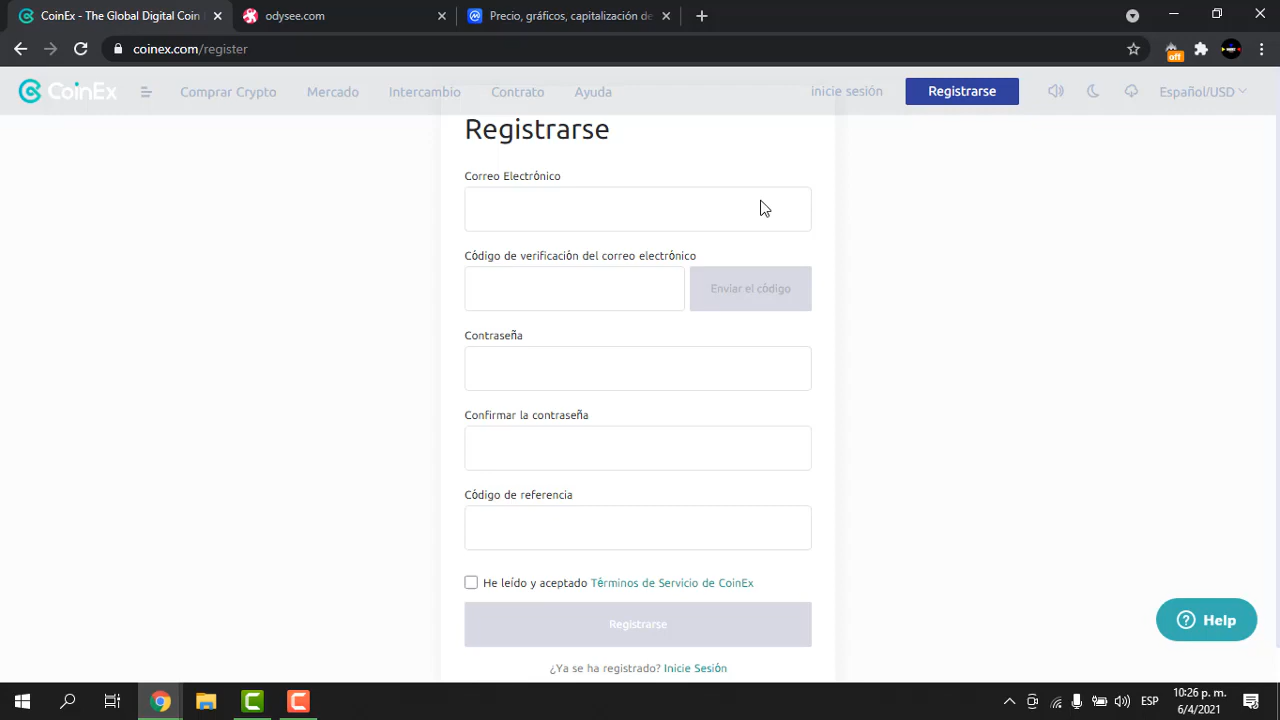 CoinEx - The Global Digital Coin
odysee.com
Precio, gráficos, capitalización de
coinex.com/register
off
CoinEx
Comprar Crypto
Mercado
Intercambio
Contrato
Ayuda
inicie sesión
Registrarse
Español/USD
Registrarse
Correo Electrónico
Código de verificación del correo electrónico
Enviar el código
Contraseña
Confirmar la contraseña
Código de referencia
He leído y aceptado Términos de Servicio de CoinEx
Registrarse
¿Ya se ha registrado? Inicie Sesión
Help
ESP
10:26 p. m.
6/4/2021